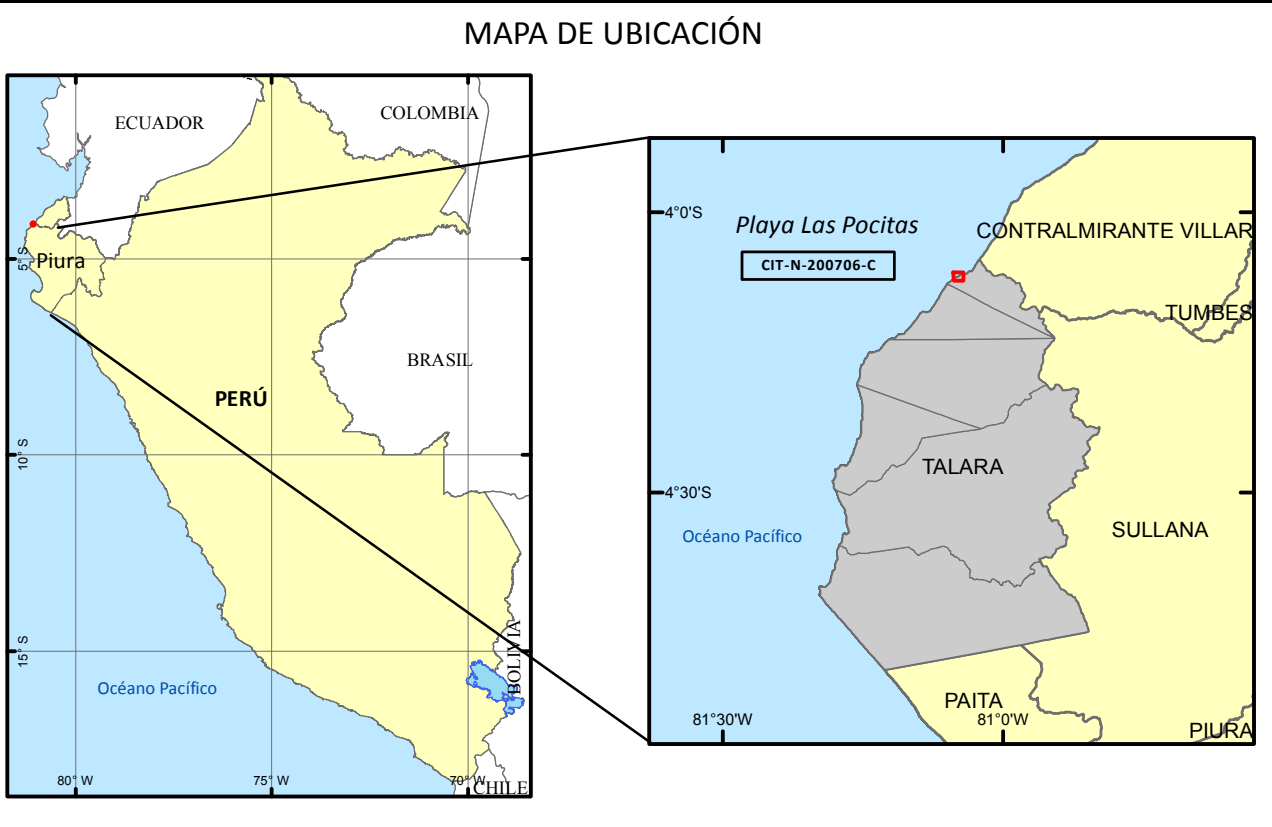 MAPA DE UBICACIÓN
ECUADOR
COLOMBIA
5° S
Piura
BRASIL
PERÚ
10° S
15° S
BOLIVIA
Océano Pacífico
80° W
75° W
70° W
CHILE
4°0'S
Playa Las Pocitas
CONTRALMIRANTE VILLAR
CIT-N-200706-C
TUMBES
TALARA
4°30'S
SULLANA
Océano Pacífico
PAITA
81°30'W
81°0'W
PIURA